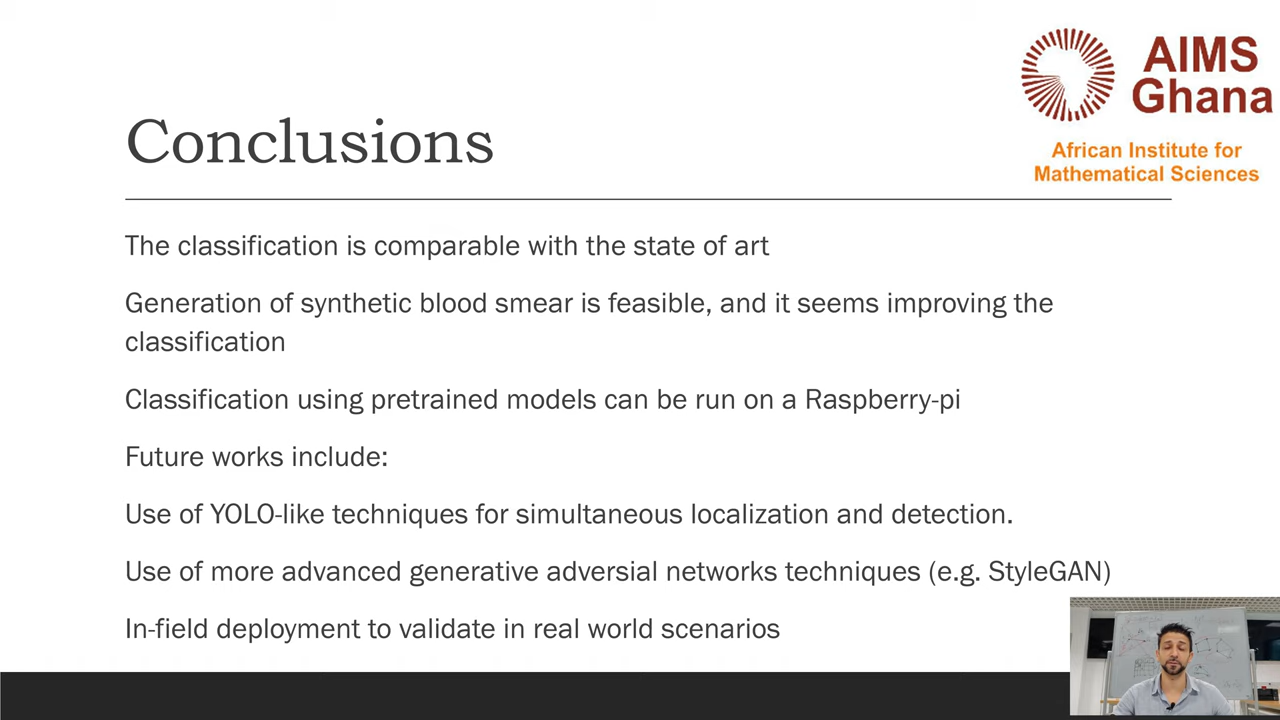 AIMS
Ghana
African Institute for
Mathematical Sciences
Conclusions
The classification is comparable with the state of art
Generation of synthetic blood smear is feasible, and it seems improving the
classification
Classification using pretrained models can be run on a Raspberry-pi
Future works include:
Use of YOLO-like techniques for simultaneous localization and detection.
Use of more advanced generative adversial networks techniques (e.g. StyleGAN)
In-field deployment to validate in real world scenarios